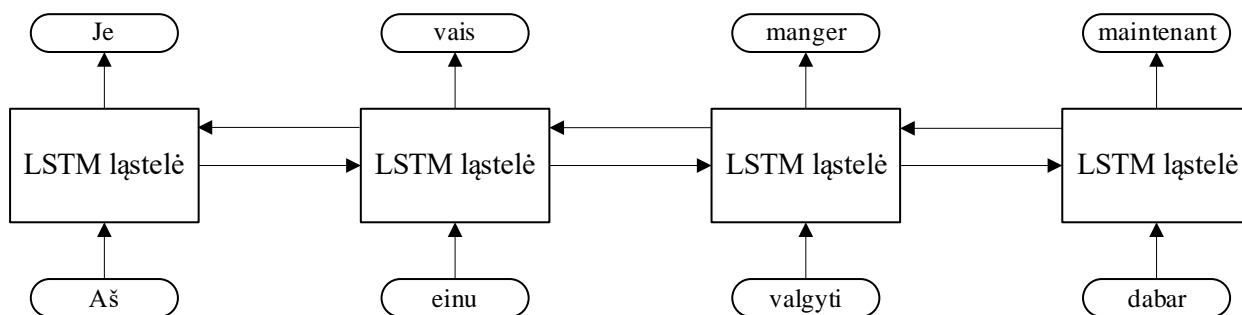 Je vais manger maintenant
LSTM ląstelė LSTM ląstelė LSTM ląstelė LSTM ląstelė
Aš einu valgyti dabar